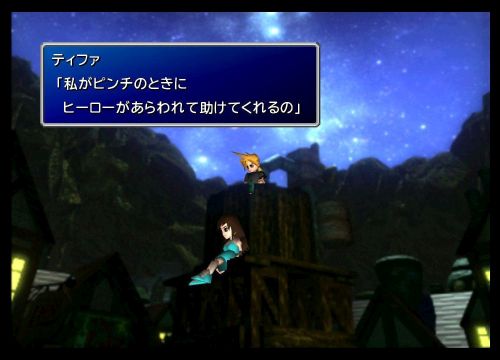 ティファ
「私がピンチのときに
ヒーローがあらわれて助けてくれるの」